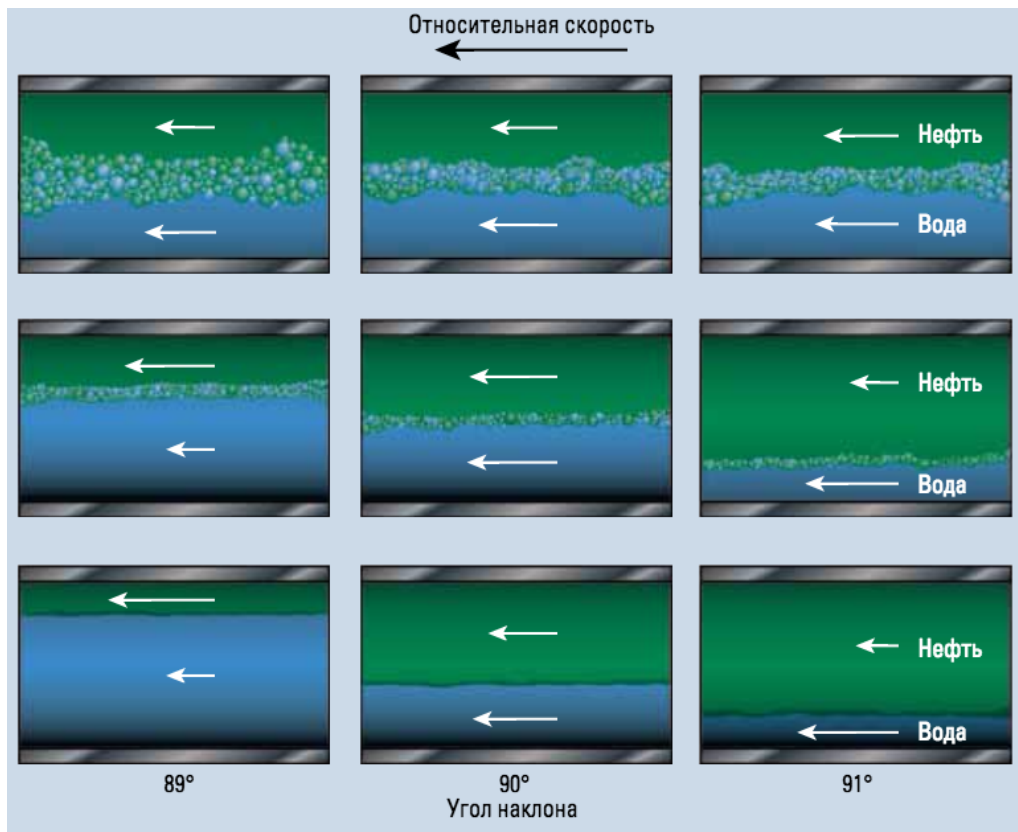 Относительная скорость
Нефть
Вода
Нефть
Вода
Нефть
Вода
89°
90°
91°
Угол наклона